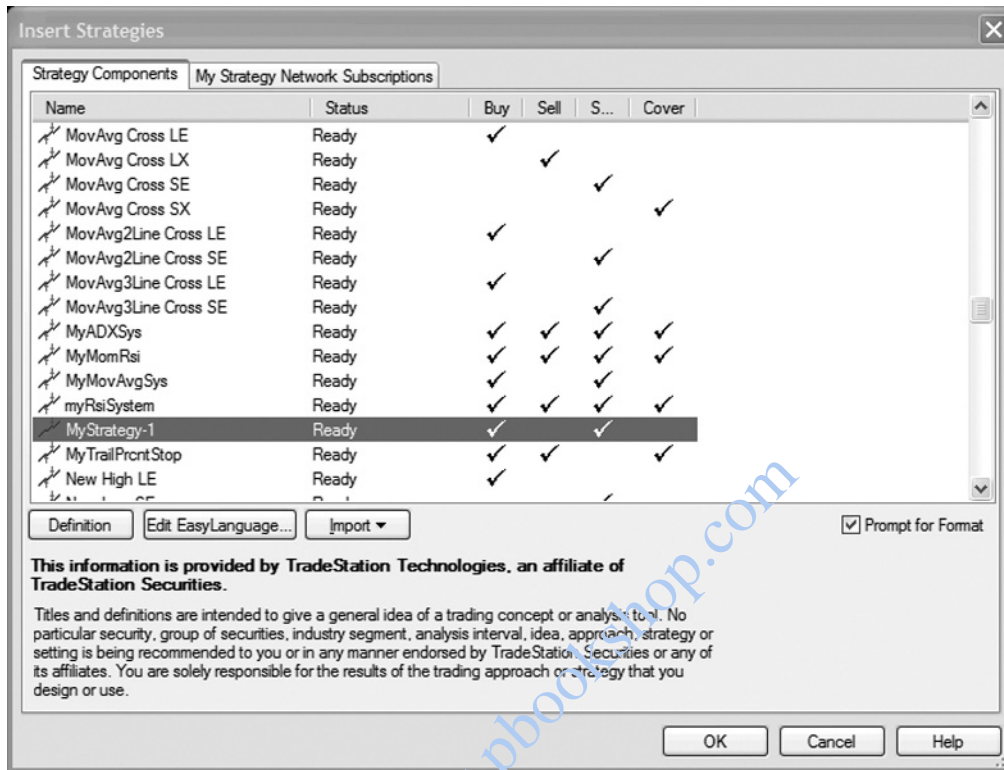 Insert Strategies
Strategy Components
My Strategy Network Subscriptions
Name Status Buy Sell S... Cover
MovAvg Cross LE Ready
MovAvg Cross LX Ready
MovAvg Cross SE Ready
MovAvg Cross SX Ready
MovAvg2Line Cross LE Ready
MovAvg2Line Cross SE Ready
MovAvg3Line Cross LE Ready
MovAvg3Line Cross SE Ready
MyADXSys Ready
MyMomRsi Ready
MyMovAvgSys Ready
myRsiSystem Ready
MyStrategy-1 Ready
MyTrailPrcntStop Ready
New High LE Ready
Definition Edit EasyLanguage... Import Prompt for Format
This information is provided by TradeStation Technologies, an affiliate of
TradeStation Securities.
Titles and definitions are intended to give a general idea of a trading concept or analysis tool. No
particular security, group of securities, industry segment, analysis interval, idea, approach, strategy or
setting is being recommended to you or in any manner endorsed by TradeStation Securities or any of
its affiliates. You are solely responsible for the results of the trading approach or strategy that you
design or use.
OK Cancel Help
pbookshop.com